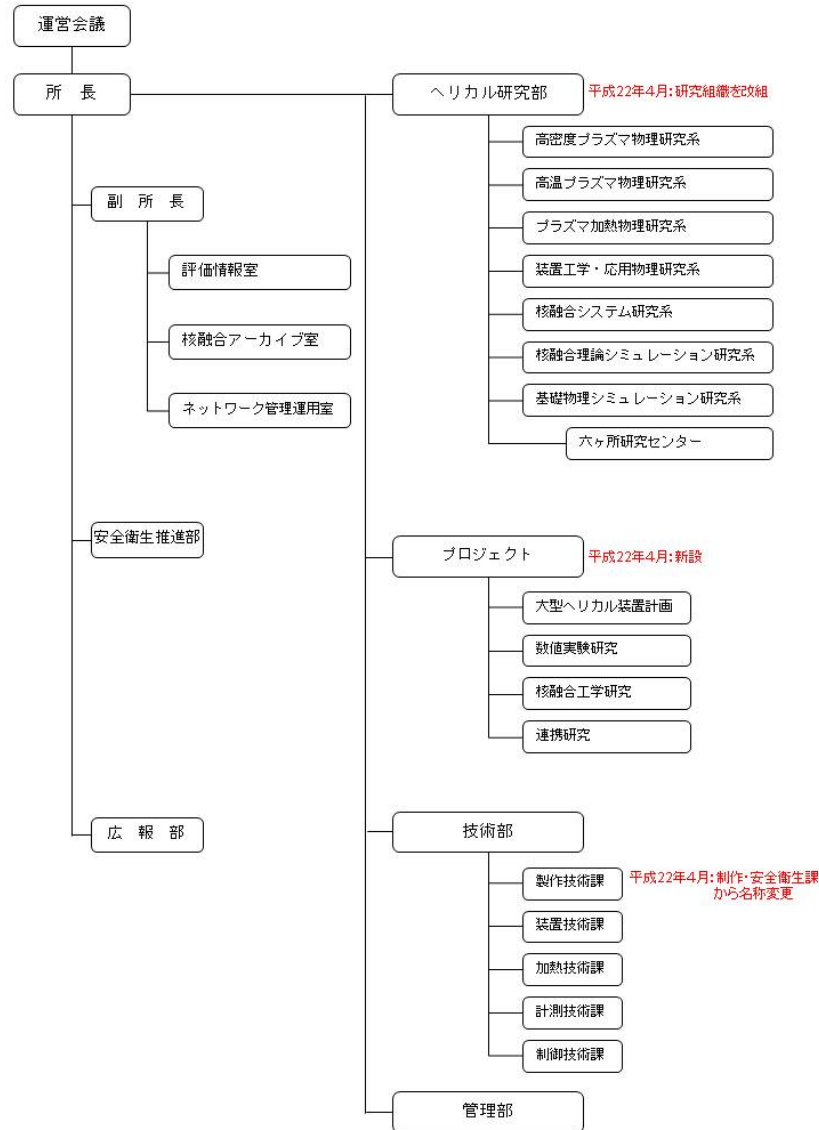 運営会議
所 長
副 所 長
評価情報室
核融合アーカイブ室
ネットワーク管理運用室
安全衛生推進部
広 報 部
ヘリカル研究部
平成22年4月:研究組織を改組
高密度プラズマ物理研究系
高温プラズマ物理研究系
プラズマ加熱物理研究系
装置工学・応用物理研究系
核融合システム研究系
核融合理論シミュレーション研究系
基礎物理シミュレーション研究系
六ヶ所研究センター
プロジェクト
平成22年4月:新設
大型ヘリカル装置計画
数値実験研究
核融合工学研究
連携研究
技術部
製作技術課
平成22年4月:制作・安全衛生課
から名称変更
装置技術課
加熱技術課
計測技術課
制御技術課
管理部